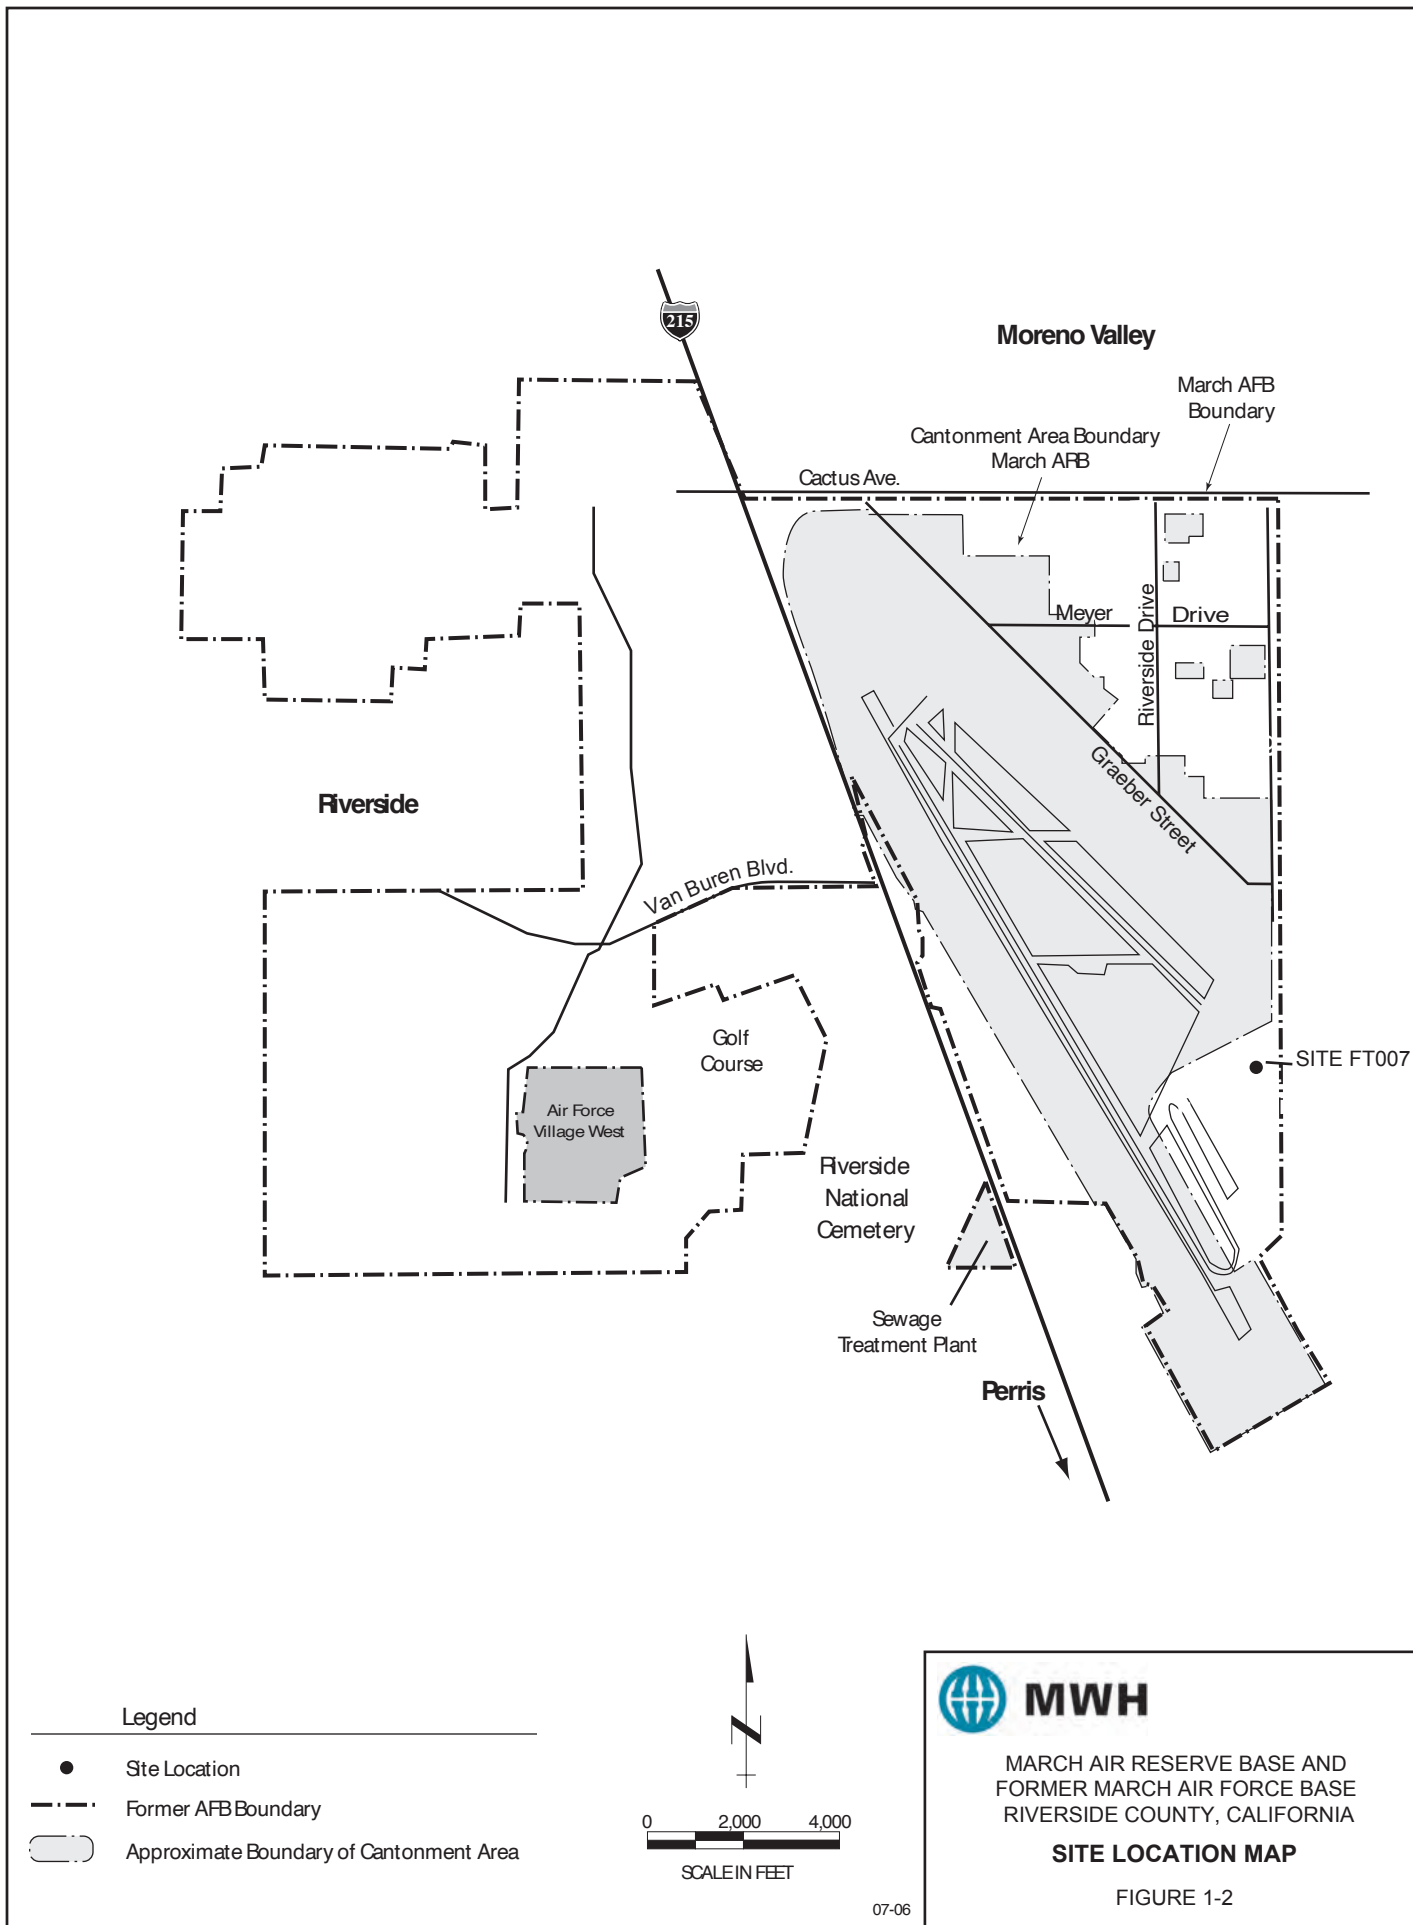 215
Moreno Valley
March AFB
Boundary
Cantonment Area Boundary
March ARB
Cactus Ave.
Meyer Drive
Riverside Drive
Graeber Street
Riverside
Van Buren Blvd.
Golf
Course
SITE FT007
Air Force
Village West
Riverside
National
Cemetery
Sewage
Treatment Plant
Perris
Legend
Site Location
Former AFB Boundary
Approximate Boundary of Cantonment Area
N
0 2,000 4,000
SCALE IN FEET
07-06
MWH
MARCH AIR RESERVE BASE AND
FORMER MARCH AIR FORCE BASE
RIVERSIDE COUNTY, CALIFORNIA
SITE LOCATION MAP
FIGURE 1-2